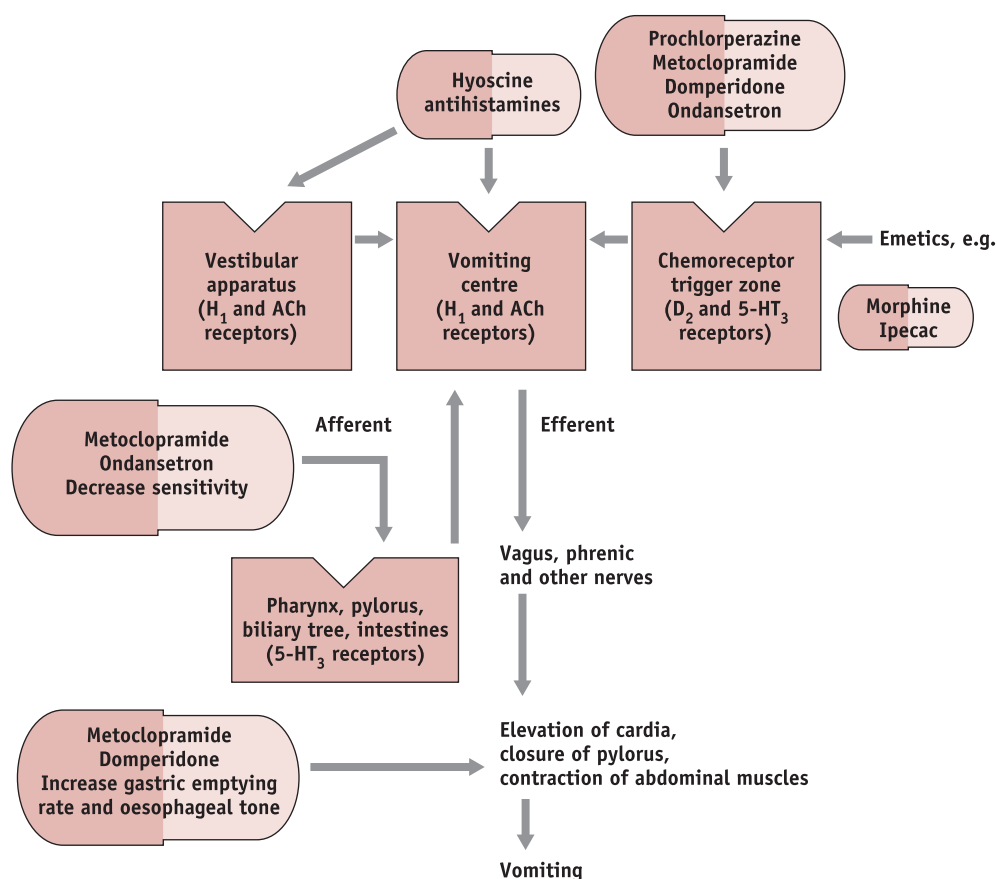 Hyoscine
antihistamines
Prochlorperazine
Metoclopramide
Domperidone
Ondansetron
Vestibular
apparatus
(H1 and ACh
receptors)
Vomiting
centre
(H1 and ACh
receptors)
Chemoreceptor
trigger zone
(D2 and 5-HT3
receptors)
Emetics, e.g.
Morphine
Ipecac
Metoclopramide
Ondansetron
Decrease sensitivity
Afferent
Efferent
Pharynx, pylorus,
biliary tree, intestines
(5-HT3 receptors)
Vagus, phrenic
and other nerves
Metoclopramide
Domperidone
Increase gastric emptying
rate and oesophageal tone
Elevation of cardia,
closure of pylorus,
contraction of abdominal muscles
Vomiting